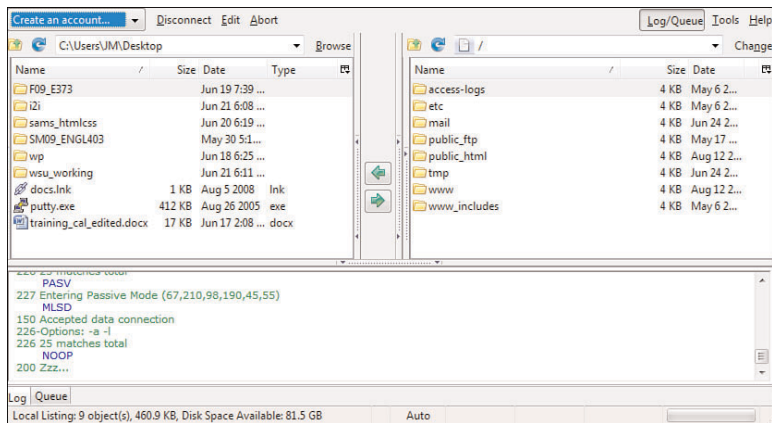 Create an account... Disconnect Edit Abort Log/Queue Tools Help
C:\Users\JM\Desktop Browse / Change
Name / Size Date Type Name / Size Date
F09_E373 Jun 19 7:39 ... access-logs 4 KB May 6 2...
i2i Jun 21 6:08 ... etc 4 KB May 6 2...
sams_htmlcss Jun 20 6:19 ... mail 4 KB Jun 24 2...
SM09_ENGL403 May 30 5:1... public_ftp 4 KB May 17 ...
wp Jun 18 6:25 ... public_html 4 KB Aug 12 2...
wsu_working Jun 21 6:11 ... tmp 4 KB Jun 24 2...
docs.lnk 1 KB Aug 5 2008 lnk www 4 KB Aug 12 2...
putty.exe 412 KB Aug 26 2005 exe www_includes 4 KB May 6 2...
training_cal_edited.docx 17 KB Jun 17 2:08 ... docx
226 25 matches total
PASV
227 Entering Passive Mode (67,210,98,190,45,55)
MLSD
150 Accepted data connection
226-Options: -a -l
226 25 matches total
NOOP
200 Zzz...
Log Queue
Local Listing: 9 object(s), 460.9 KB, Disk Space Available: 81.5 GB Auto